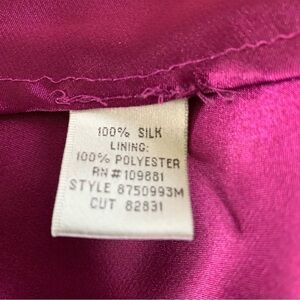 100% SILK
LINING:
100% POLYESTER
RN#109881
STYLE 8750993M
CUT 82831